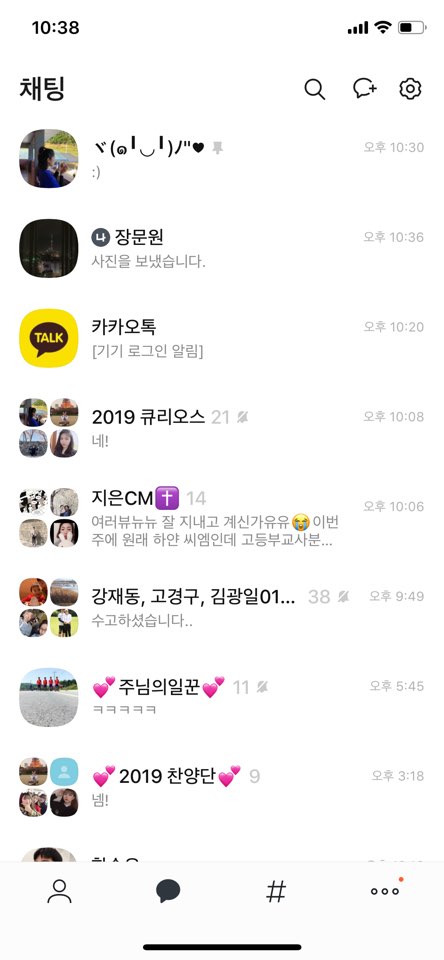 10:38
채팅
ヾ(๑╹◡╹)ﾉ"♥ 오후 10:30
:)
나 장문원 오후 10:36
사진을 보냈습니다.
TALK
카카오톡 오후 10:20
[기기 로그인 알림]
2019 큐리오스 21 오후 10:08
네!
지은CM✝️ 14 오후 10:06
여러뷰뉴뉴 잘 지내고 계신가유유😭이번
주에 원래 하얀 씨엠인데 고등부교사분...
강재동, 고경구, 김광일01... 38 오후 9:49
수고하셨습니다..
💕주님의일꾼💕 11 오후 5:45
ㅋㅋㅋㅋㅋ
💕2019 찬양단💕 9 오후 3:18
넴!
#